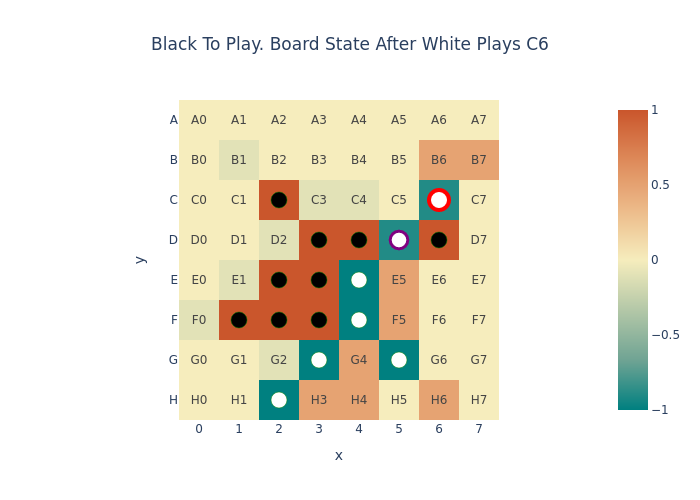 Black To Play. Board State After White Plays C6
A A0 A1 A2 A3 A4 A5 A6 A7
B B0 B1 B2 B3 B4 B5 B6 B7
C C0 C1 C3 C4 C5 C7
D D0 D1 D2 D7
E E0 E1 E5 E6 E7
F F0 F5 F6 F7
G G0 G1 G2 G4 G6 G7
H H0 H1 H3 H4 H5 H6 H7
0 1 2 3 4 5 6 7
x
y
1
0.5
0
−0.5
−1